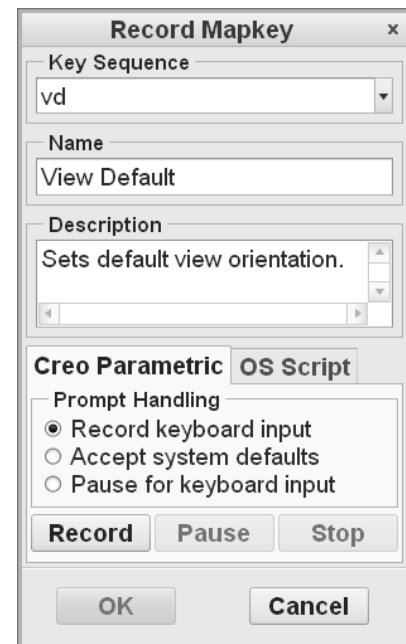 Record Mapkey x
Key Sequence
vd
Name
View Default
Description
Sets default view orientation.
Creo Parametric OS Script
Prompt Handling
Record keyboard input
Accept system defaults
Pause for keyboard input
Record Pause Stop
OK Cancel